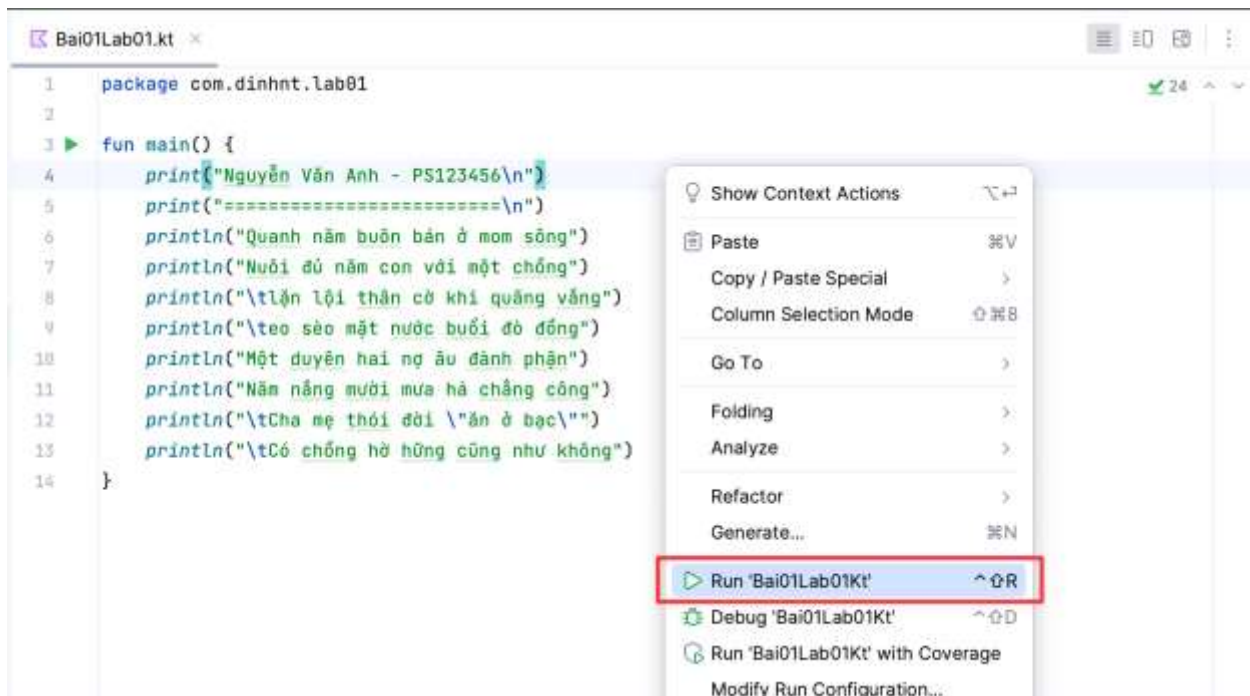 Bai01Lab01.kt ×
1 package com.dinhnt.lab01
24
2
3 fun main() {
4 print("Nguyễn Văn Anh - PS123456\n")
5 print("=========================\n")
6 println("Quanh năm buôn bán ở mom sông")
7 println("Nuôi đủ năm con với một chồng")
8 println("\tlặn lội thân cờ khi quãng vắng")
9 println("\teo sèo mặt nước buổi đò đồng")
10 println("Một duyên hai nợ âu đành phận")
11 println("Năm nắng mười mưa há chẳng công")
12 println("\tCha mẹ thói đời \"ăn ở bạc\"")
13 println("\tCó chồng hờ hững cũng như không")
14 }
Show Context Actions ⌥⏎
Paste ⌘V
Copy / Paste Special >
Column Selection Mode ⇧⌘8
Go To >
Folding >
Analyze >
Refactor >
Generate... ⌘N
Run 'Bai01Lab01Kt' ^⇧R
Debug 'Bai01Lab01Kt' ^⇧D
Run 'Bai01Lab01Kt' with Coverage
Modify Run Configuration...